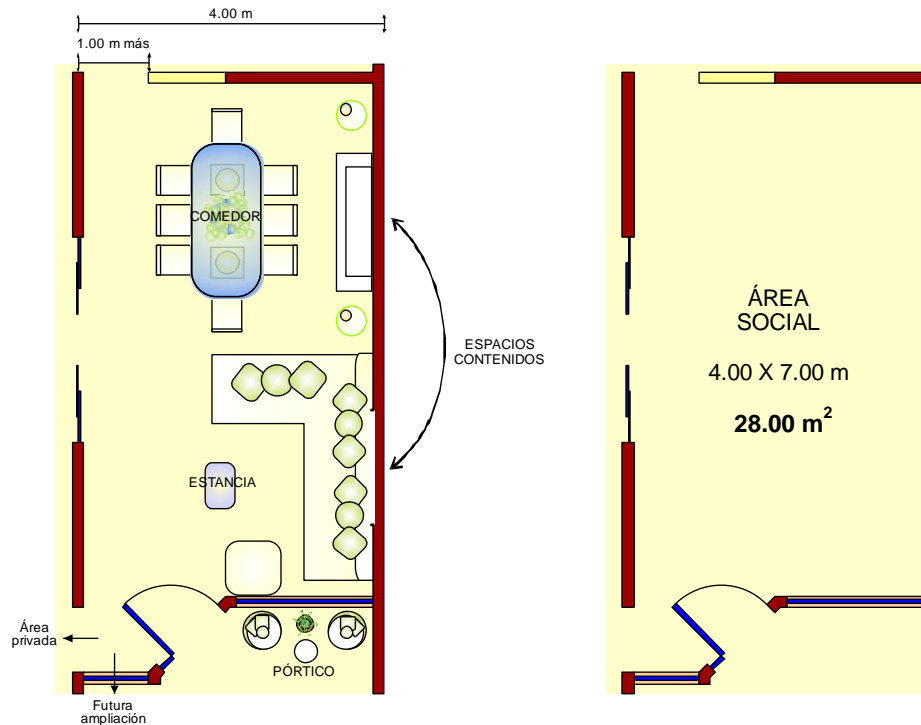 4.00 m
1.00 m más
COMEDOR
ESPACIOS
CONTENIDOS
ESTANCIA
Área
privada
PÓRTICO
Futura
ampliación
ÁREA
SOCIAL
4.00 X 7.00 m
28.00 m²